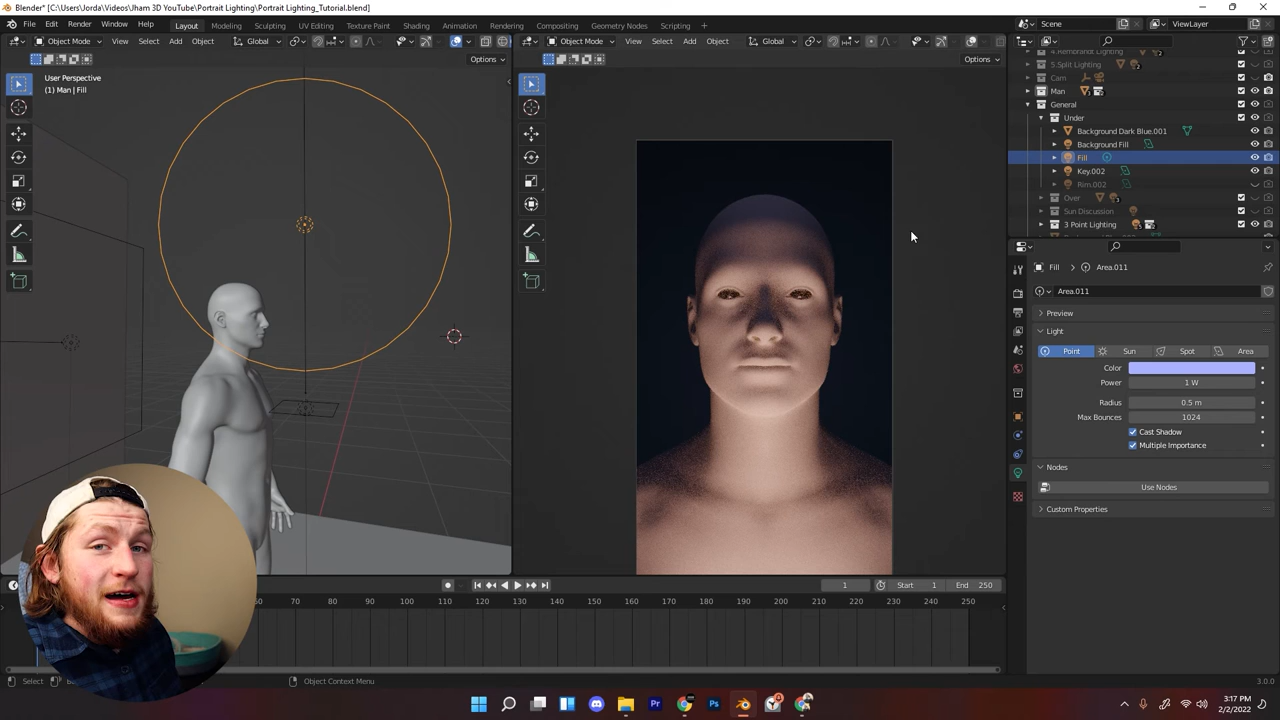 Blender* [C:\Users\Jorda\Videos\Jham 3D YouTube\Portrait Lighting\Portrait Lighting_Tutorial.blend]
File Edit Render Window Help Layout Modeling Sculpting UV Editing Texture Paint Shading Animation Rendering Compositing Geometry Nodes Scripting + Scene ViewLayer
Object Mode View Select Add Object Global Object Mode View Select Add Object Global
Options Options
User Perspective
(1) Man | Fill
4.Rembrandt Lighting
5.Split Lighting
Cam
Man
General
Under
Background Dark Blue.001
Background Fill
Fill
Key.002
Rim.002
Over
Sun Discussion
3 Point Lighting
Fill > Area.011
Area.011
Preview
Light
Point Sun Spot Area
Color
Power 1 W
Radius 0.5 m
Max Bounces 1024
Cast Shadow
Multiple Importance
Nodes
Use Nodes
Custom Properties
1 Start 1 End 250
60 70 80 90 100 110 120 130 140 150 160 170 180 190 200 210 220 230 240 250
Select Object Context Menu 3.0.0
3:17 PM
2/2/2022